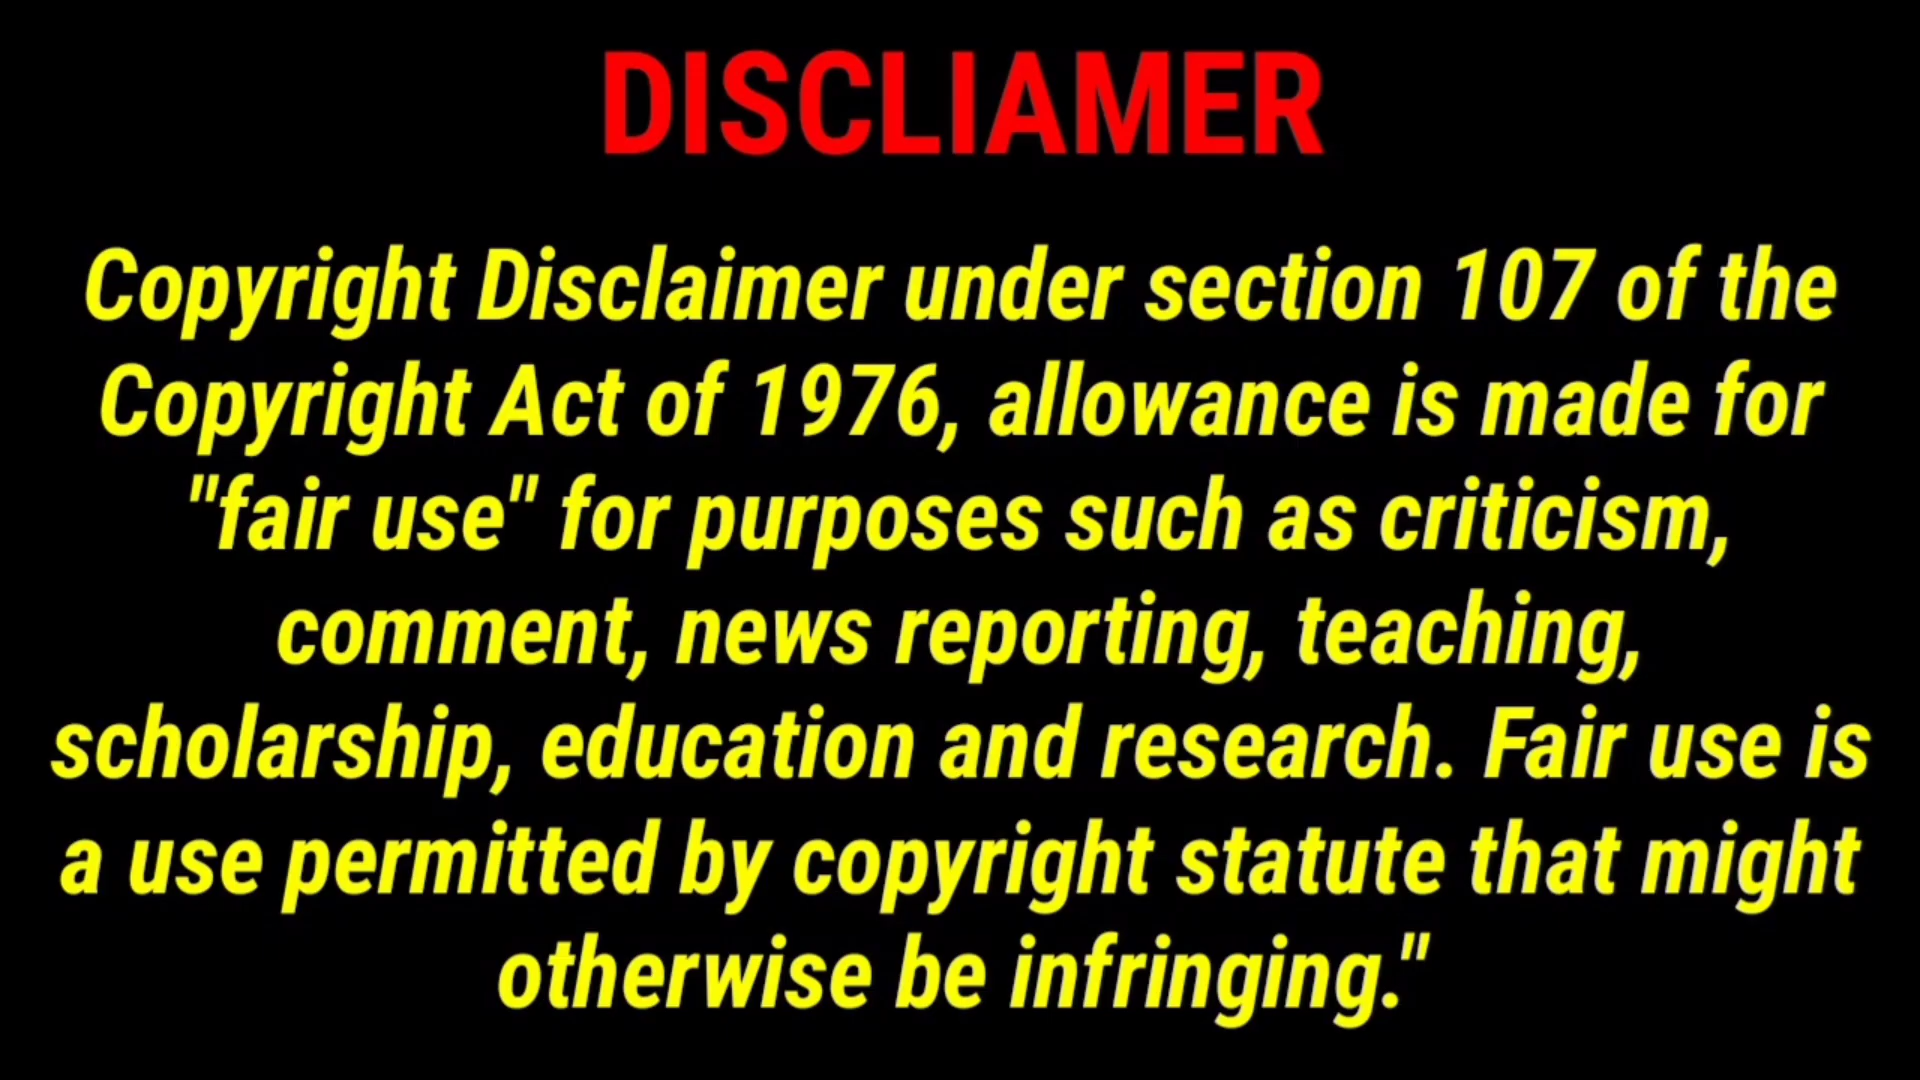 DISCLIAMER
Copyright Disclaimer under section 107 of the
Copyright Act of 1976, allowance is made for
"fair use" for purposes such as criticism,
comment, news reporting, teaching,
scholarship, education and research. Fair use is
a use permitted by copyright statute that might
otherwise be infringing."